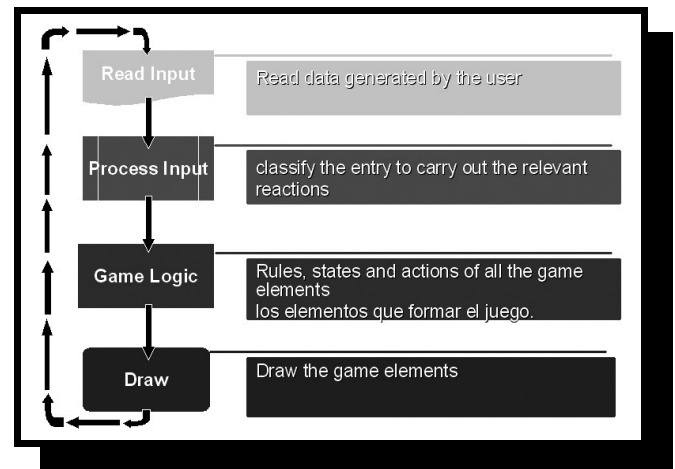 Read Input
Read data generated by the user
Process Input
classify the entry to carry out the relevant
reactions
Game Logic
Rules, states and actions of all the game
elements
los elementos que formar el juego.
Draw
Draw the game elements